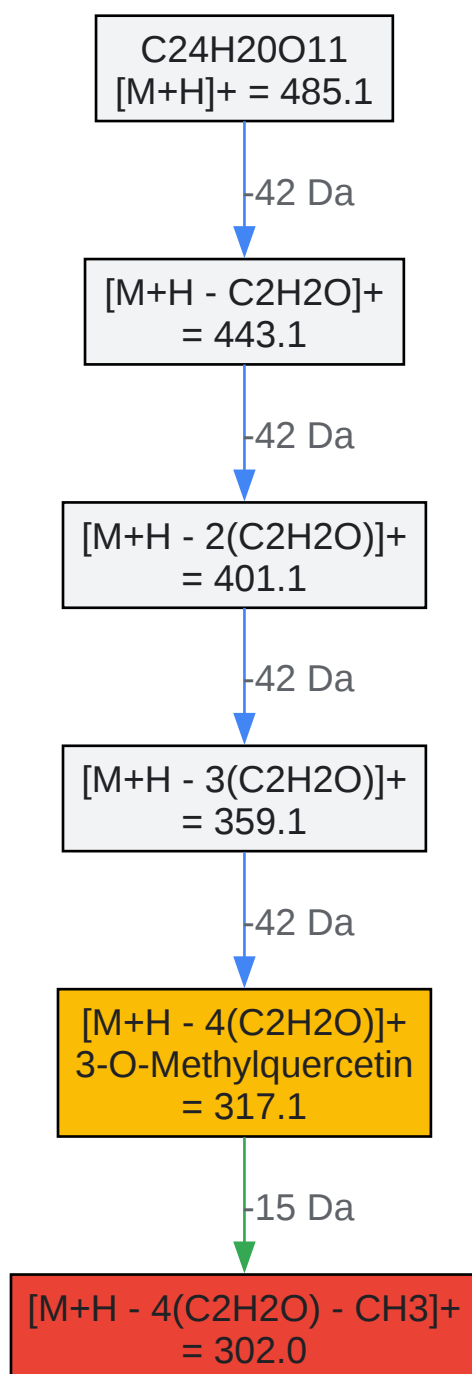 C24H20O11
[M+H]+ = 485.1
-42 Da
[M+H - C2H2O]+
= 443.1
-42 Da
[M+H - 2(C2H2O)]+
= 401.1
-42 Da
[M+H - 3(C2H2O)]+
= 359.1
-42 Da
[M+H - 4(C2H2O)]+
3-O-Methylquercetin
= 317.1
-15 Da
[M+H - 4(C2H2O) - CH3]+
= 302.0